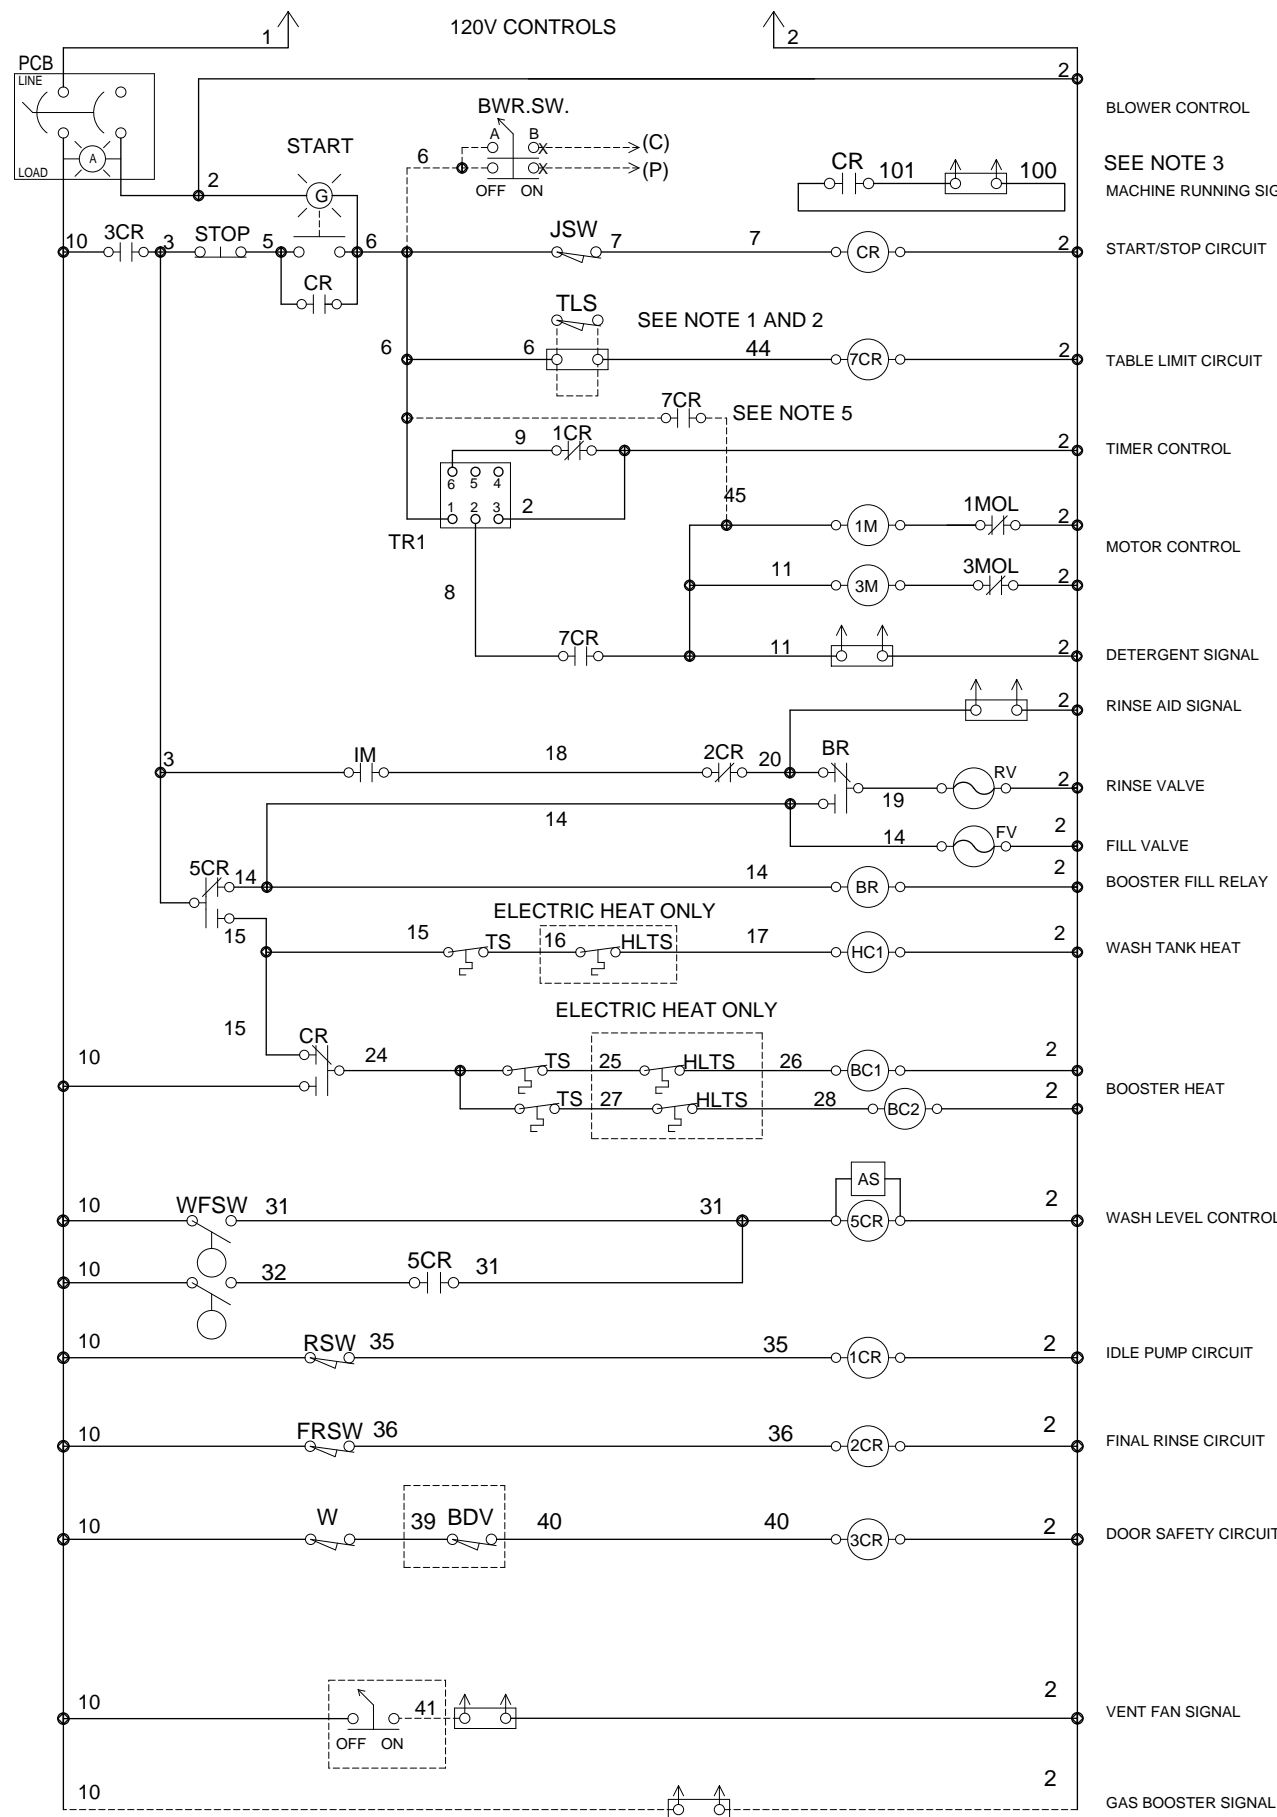 120V CONTROLS
1
2
PCB
LINE
A
LOAD
2
BLOWER CONTROL
BWR.SW.
A B
(C)
(P)
6
OFF ON
START
G
2
CR 101 100
SEE NOTE 3
MACHINE RUNNING SIG
10 3CR 3 STOP 5 6 JSW 7 7 CR 2
START/STOP CIRCUIT
CR
TLS
SEE NOTE 1 AND 2
6 6 44 7CR 2
TABLE LIMIT CIRCUIT
7CR
SEE NOTE 5
9 1CR 2
TIMER CONTROL
6 5 4
1 2 3 2
TR1
45
1M 1MOL 2
MOTOR CONTROL
8
11 3M 3MOL 2
7CR 11 2
DETERGENT SIGNAL
2
RINSE AID SIGNAL
3 IM 18 2CR 20 BR
19 RV 2
RINSE VALVE
14
14 FV 2
FILL VALVE
5CR 14 14 BR 2
BOOSTER FILL RELAY
ELECTRIC HEAT ONLY
15 15 TS 16 HLTS 17 HC1 2
WASH TANK HEAT
ELECTRIC HEAT ONLY
15 CR
10 24 TS 25 HLTS 26 BC1 2
BOOSTER HEAT
TS 27 HLTS 28 BC2 2
AS
10 WFSW 31 31 5CR 2
WASH LEVEL CONTROL
10 32 5CR 31
10 RSW 35 35 1CR 2
IDLE PUMP CIRCUIT
10 FRSW 36 36 2CR 2
FINAL RINSE CIRCUIT
10 W 39 BDV 40 40 3CR 2
DOOR SAFETY CIRCUIT
10 41 2
VENT FAN SIGNAL
OFF ON
10 2
GAS BOOSTER SIGNAL